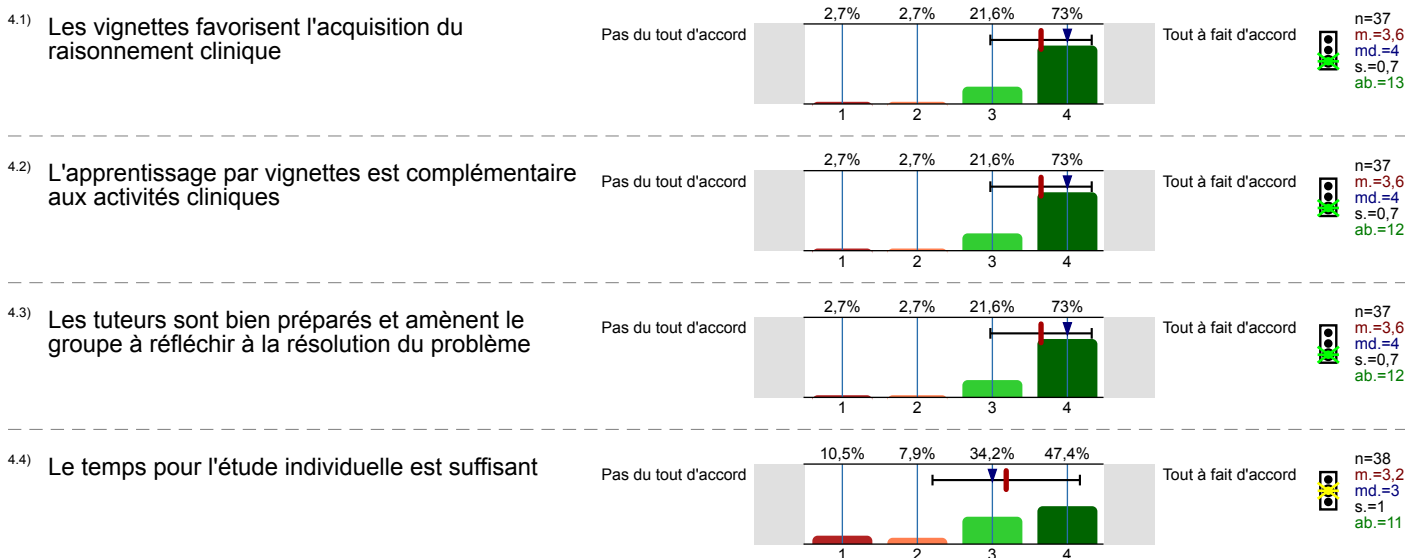 4.1) Les vignettes favorisent l'acquisition du
raisonnement clinique
Pas du tout d'accord
2,7% 2,7% 21,6% 73%
1 2 3 4
Tout à fait d'accord
n=37
m.=3,6
md.=4
s.=0,7
ab.=13
4.2) L'apprentissage par vignettes est complémentaire
aux activités cliniques
Pas du tout d'accord
2,7% 2,7% 21,6% 73%
1 2 3 4
Tout à fait d'accord
n=37
m.=3,6
md.=4
s.=0,7
ab.=12
4.3) Les tuteurs sont bien préparés et amènent le
groupe à réfléchir à la résolution du problème
Pas du tout d'accord
2,7% 2,7% 21,6% 73%
1 2 3 4
Tout à fait d'accord
n=37
m.=3,6
md.=4
s.=0,7
ab.=12
4.4) Le temps pour l'étude individuelle est suffisant
Pas du tout d'accord
10,5% 7,9% 34,2% 47,4%
1 2 3 4
Tout à fait d'accord
n=38
m.=3,2
md.=3
s.=1
ab.=11